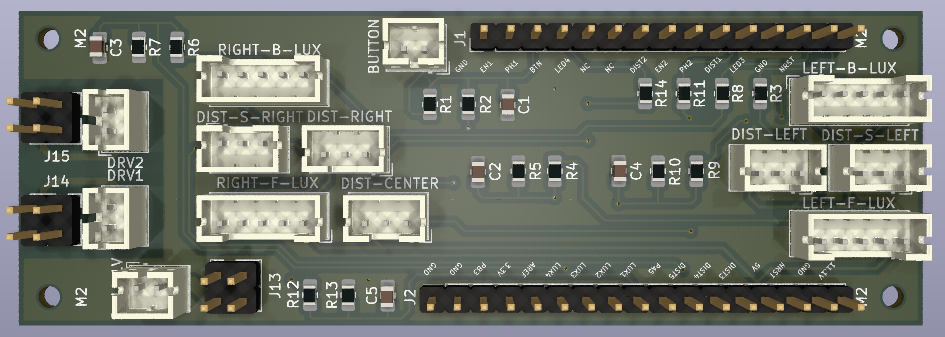 M2
C3
R7
R6
RIGHT-B-LUX
BUTTON
J1
M2
GND
EN1
PH1
BTN
LED4
NC
NC
DIST2
EN2
PH2
DIST1
LED3
GND
NRST
LEFT-B-LUX
R1
R2
C1
R14
R11
R8
R3
DIST-S-RIGHT
DIST-RIGHT
DIST-LEFT
DIST-S-LEFT
J15
DRV2
J14
DRV1
RIGHT-F-LUX
DIST-CENTER
C2
R5
R4
C4
R10
R9
LEFT-F-LUX
GND
GND
PB3
3.3V
AREF
LUX4
LUX3
LUX2
LUX1
PA5
DIST5
DIST4
DIST3
5V
NRST
GND
M2
J13
R12
R13
C5
J2
M2